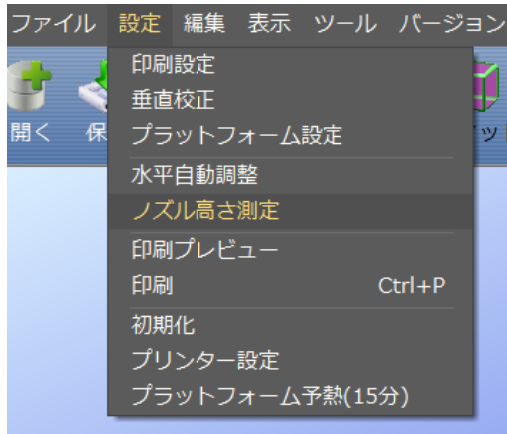 ファイル 設定 編集 表示 ツール バージョン
開く 保
印刷設定
垂直校正
プラットフォーム設定
水平自動調整
ノズル高さ測定
印刷プレビュー
印刷 Ctrl+P
初期化
プリンター設定
プラットフォーム予熱(15分)